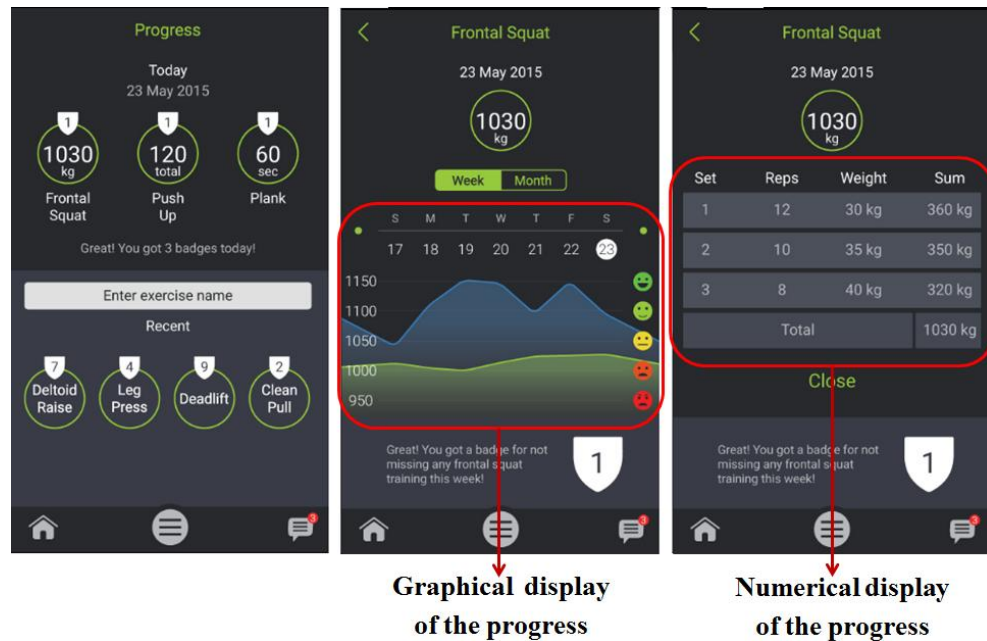 Progress
Today
23 May 2015
1 1 1
1030 120 60
kg total sec
Frontal Push Plank
Squat Up
Great! You got 3 badges today!
Enter exercise name
Recent
7 4 9 2
Deltoid Leg Deadlift Clean
Raise Press Pull
3
Frontal Squat
23 May 2015
1030
kg
Week Month
S M T W T F S
17 18 19 20 21 22 23
1150
1100
1050
1000
950
Great! You got a badge for not
missing any frontal squat
training this week!
1
3
Graphical display
of the progress
Frontal Squat
23 May 2015
1030
kg
Set Reps Weight Sum
1 12 30 kg 360 kg
2 10 35 kg 350 kg
3 8 40 kg 320 kg
Total 1030 kg
Close
Great! You got a badge for not
missing any frontal squat
training this week!
1
3
Numerical display
of the progress